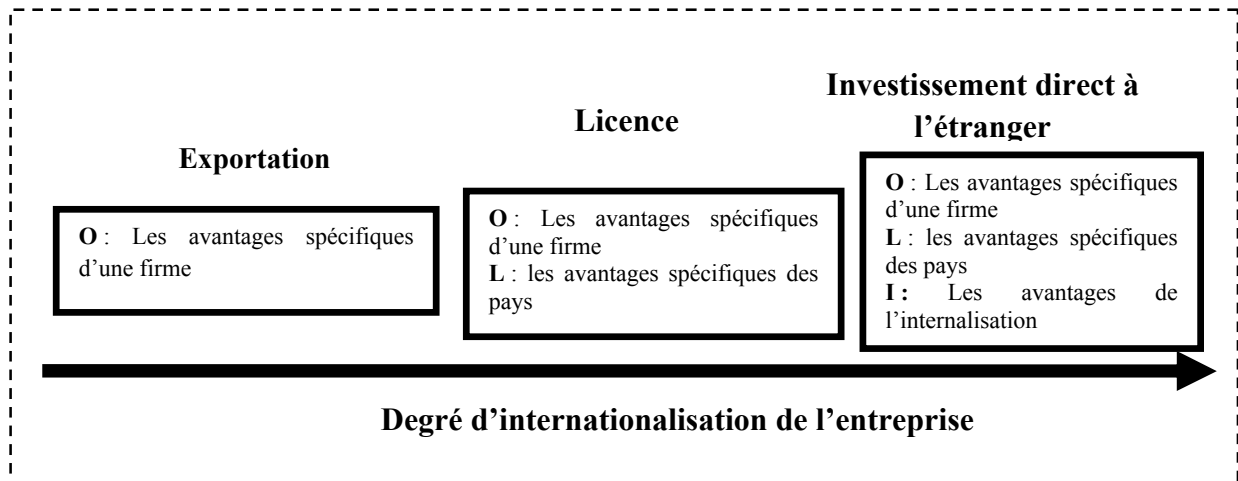 Exportation
O : Les avantages spécifiques
d’une firme
Licence
O : Les avantages spécifiques
d’une firme
L : les avantages spécifiques des
pays
Investissement direct à
l’étranger
O : Les avantages spécifiques
d’une firme
L : les avantages spécifiques
des pays
I : Les avantages de
l’internalisation
Degré d’internationalisation de l’entreprise